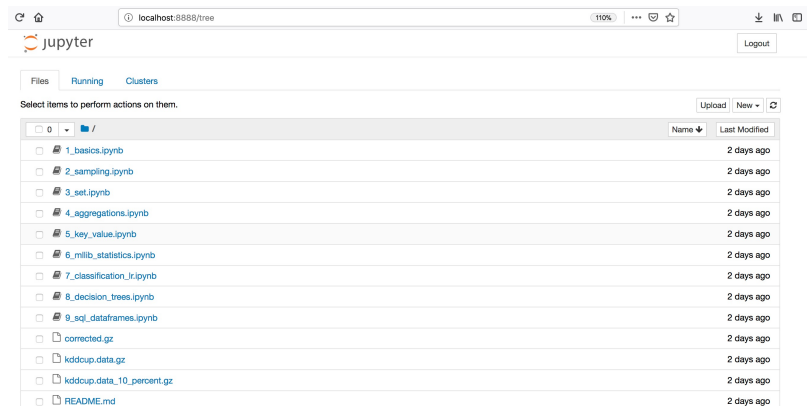 localhost:8888/tree
110%
jupyter
Logout
Files Running Clusters
Select items to perform actions on them.
Upload New
0 / Name Last Modified
1_basics.ipynb 2 days ago
2_sampling.ipynb 2 days ago
3_set.ipynb 2 days ago
4_aggregations.ipynb 2 days ago
5_key_value.ipynb 2 days ago
6_mllib_statistics.ipynb 2 days ago
7_classification_lr.ipynb 2 days ago
8_decision_trees.ipynb 2 days ago
9_sql_dataframes.ipynb 2 days ago
corrected.gz 2 days ago
kddcup.data.gz 2 days ago
kddcup.data_10_percent.gz 2 days ago
README.md 2 days ago